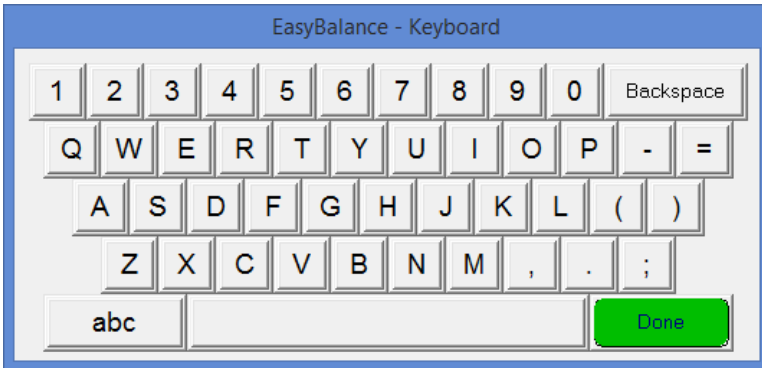 EasyBalance - Keyboard
1 2 3 4 5 6 7 8 9 0 Backspace
Q W E R T Y U I O P - =
A S D F G H J K L ( )
Z X C V B N M , . ;
abc Done